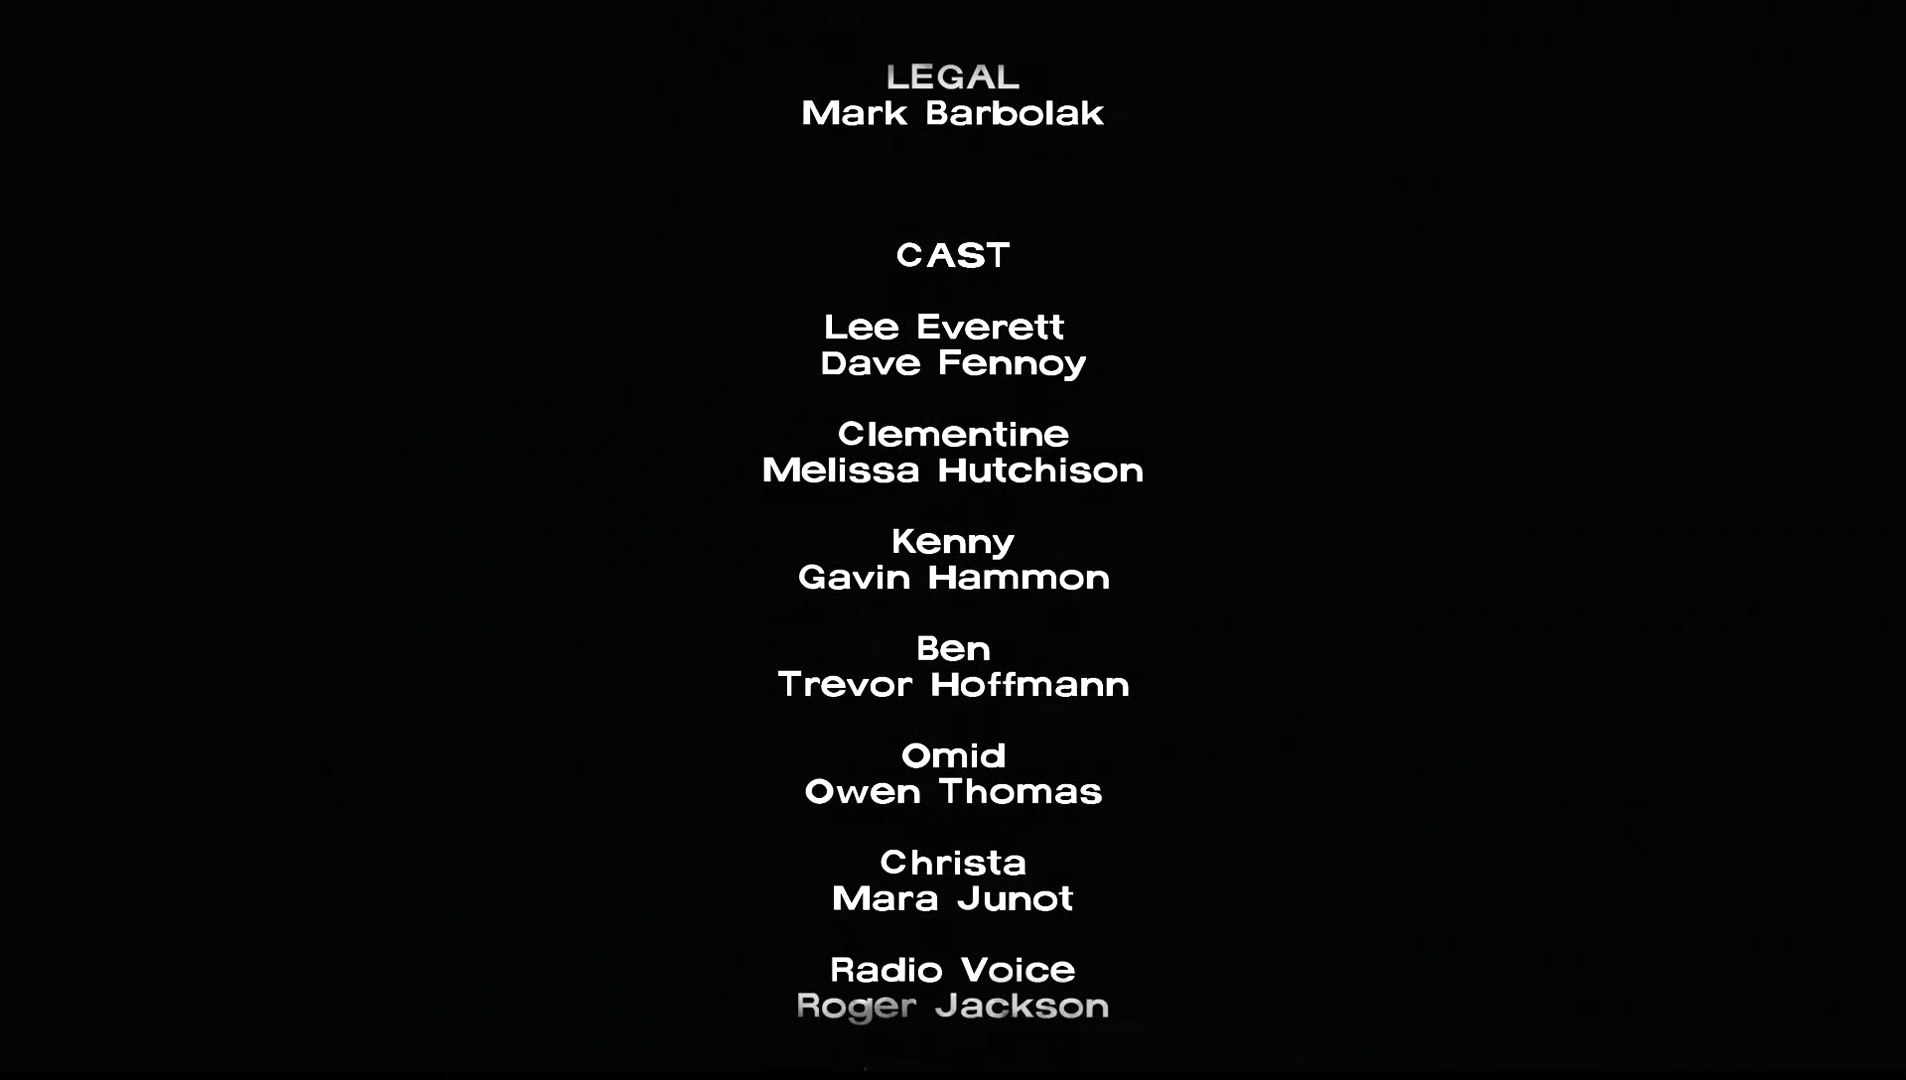 LEGAL
Mark Barbolak
CAST
Lee Everett
Dave Fennoy
Clementine
Melissa Hutchison
Kenny
Gavin Hammon
Ben
Trevor Hoffmann
Omid
Owen Thomas
Christa
Mara Junot
Radio Voice
Roger Jackson